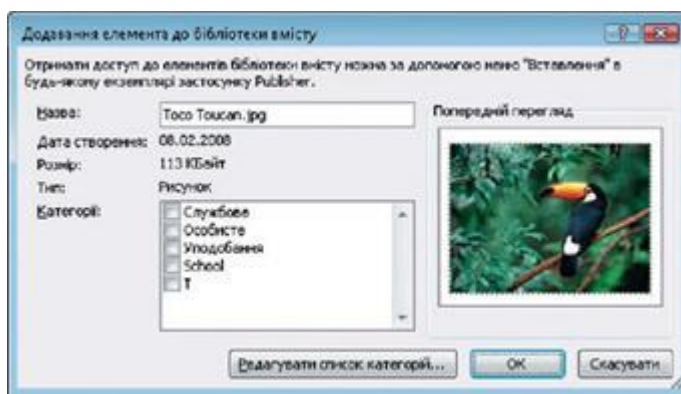 Додавання елемента до бібліотеки вмісту
Отримати доступ до елементів бібліотеки вмісту можна за допомогою меню "Вставлення" в
будь-якому екземплярі застосунку Publisher.
Назва:
Toco Toucan.jpg
Дата створення: 08.02.2008
Розмір: 113 КБайт
Тип: Рисунок
Категорії:
Службове
Особисте
Уподобання
School
T
Попередній перегляд
Редагувати список категорій...
ОК
Скасувати